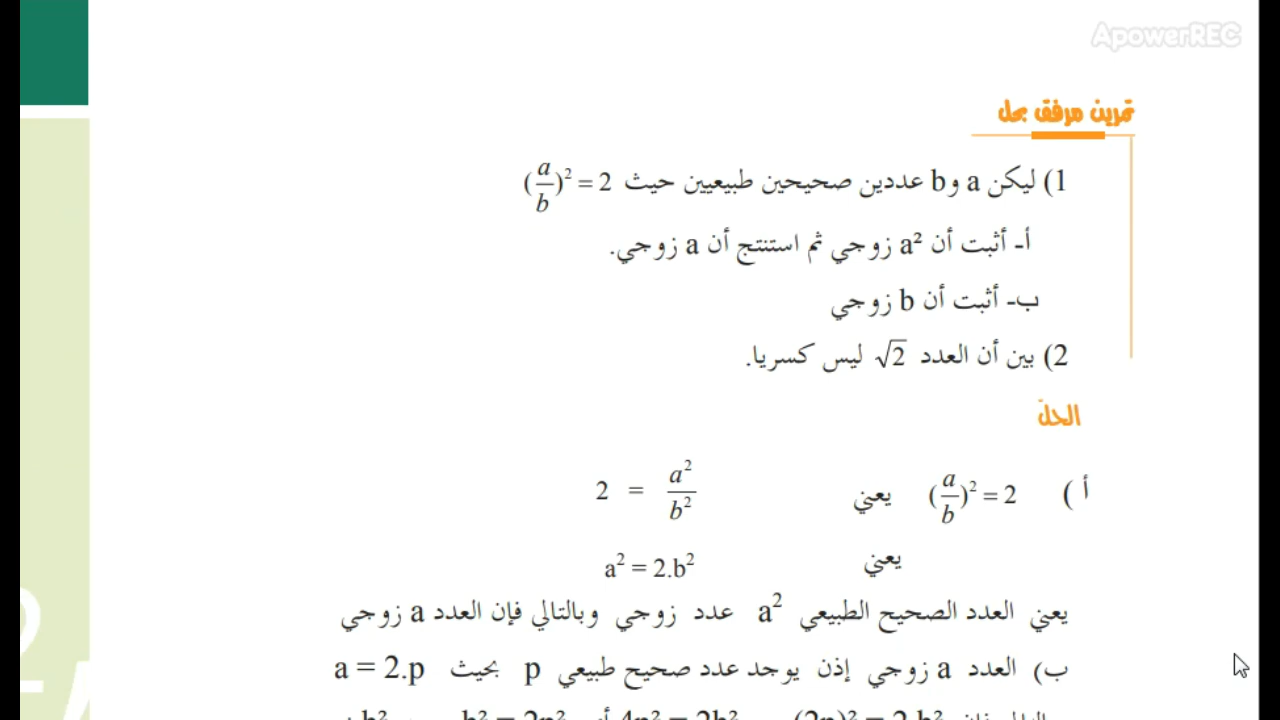 ApowerREC
تمرين مرفق بحل
1) ليكن a و b عددين صحيحين طبيعيين حيث (a/b)² = 2
أ- أثبت أن a² زوجي ثم استنتج أن a زوجي.
ب- أثبت أن b زوجي
2) بين أن العدد √2 ليس كسريا.
الحلّ
أ ) (a/b)² = 2 يعني 2 = a²/b²
يعني a² = 2.b²
يعني العدد الصحيح الطبيعي a² عدد زوجي وبالتالي فإن العدد a زوجي
ب) العدد a زوجي إذن يوجد عدد صحيح طبيعي p بحيث a = 2.p